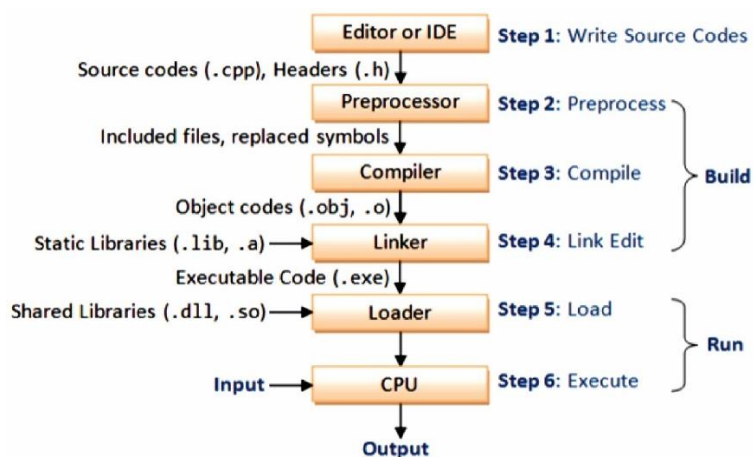 Editor or IDE
Step 1: Write Source Codes
Source codes (.cpp), Headers (.h)
Preprocessor
Step 2: Preprocess
Included files, replaced symbols
Compiler
Step 3: Compile
Build
Object codes (.obj, .o)
Static Libraries (.lib, .a)
Linker
Step 4: Link Edit
Executable Code (.exe)
Shared Libraries (.dll, .so)
Loader
Step 5: Load
Run
Input
CPU
Step 6: Execute
Output